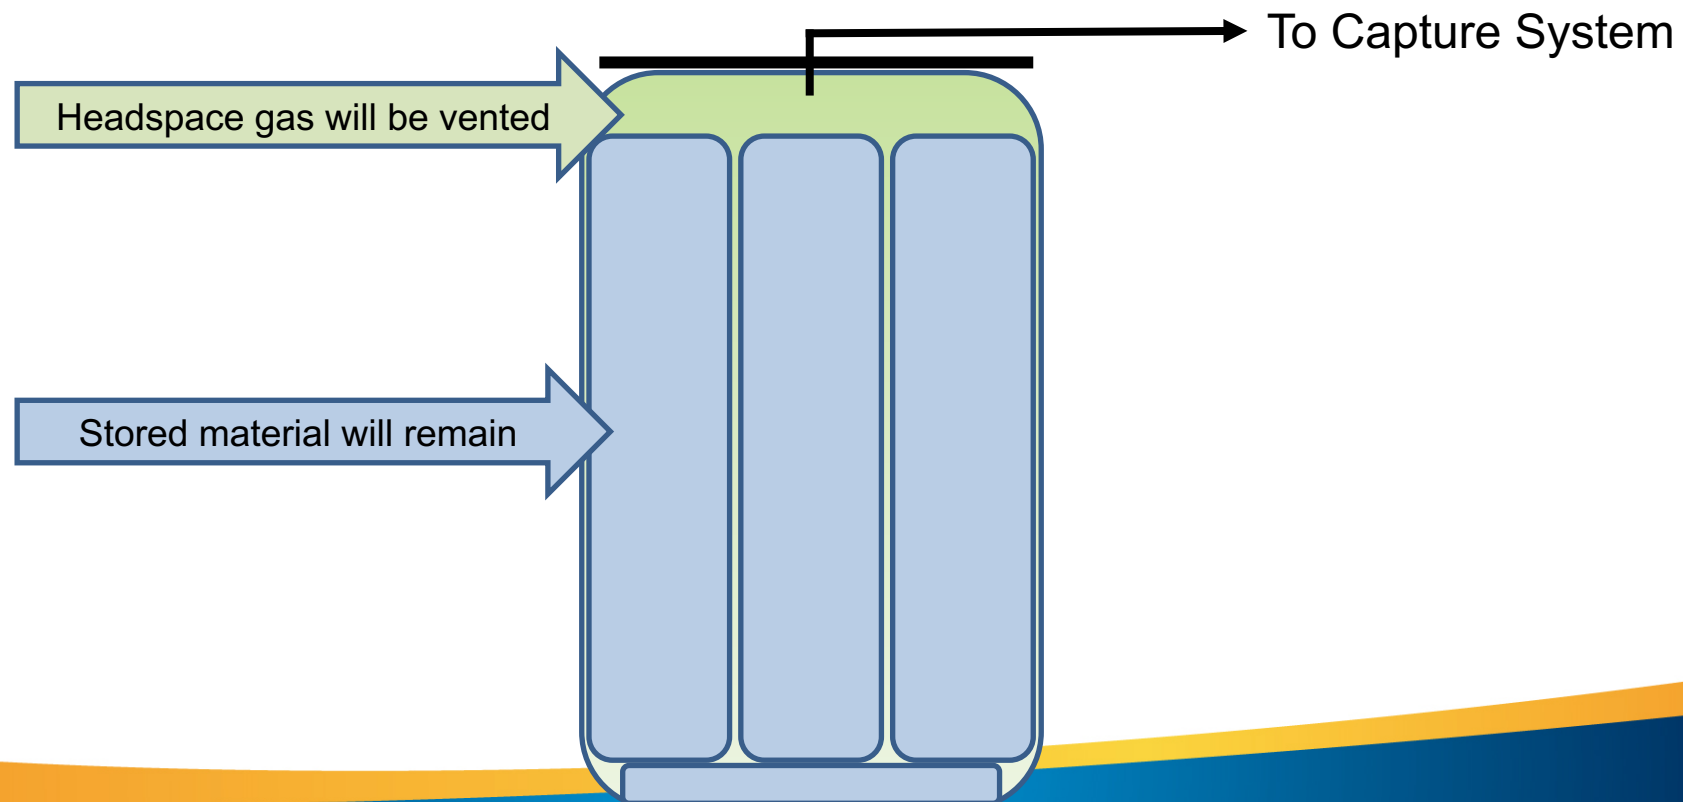 To Capture System
Headspace gas will be vented
Stored material will remain